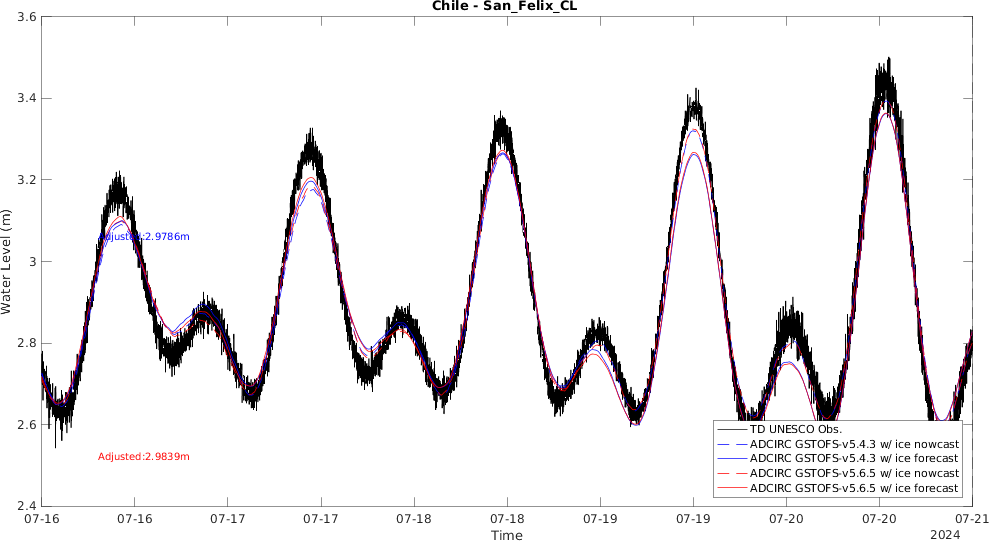 Chile - San_Felix_CL
3.6
3.4
3.2
3
2.8
2.6
2.4
Water Level (m)
Adjusted:2.9786m
Adjusted:2.9839m
TD UNESCO Obs.
ADCIRC GSTOFS-v5.4.3 w/ ice nowcast
ADCIRC GSTOFS-v5.4.3 w/ ice forecast
ADCIRC GSTOFS-v5.6.5 w/ ice nowcast
ADCIRC GSTOFS-v5.6.5 w/ ice forecast
07-16 07-16 07-17 07-17 07-18 07-18 07-19 07-19 07-20 07-20 07-21
Time
2024